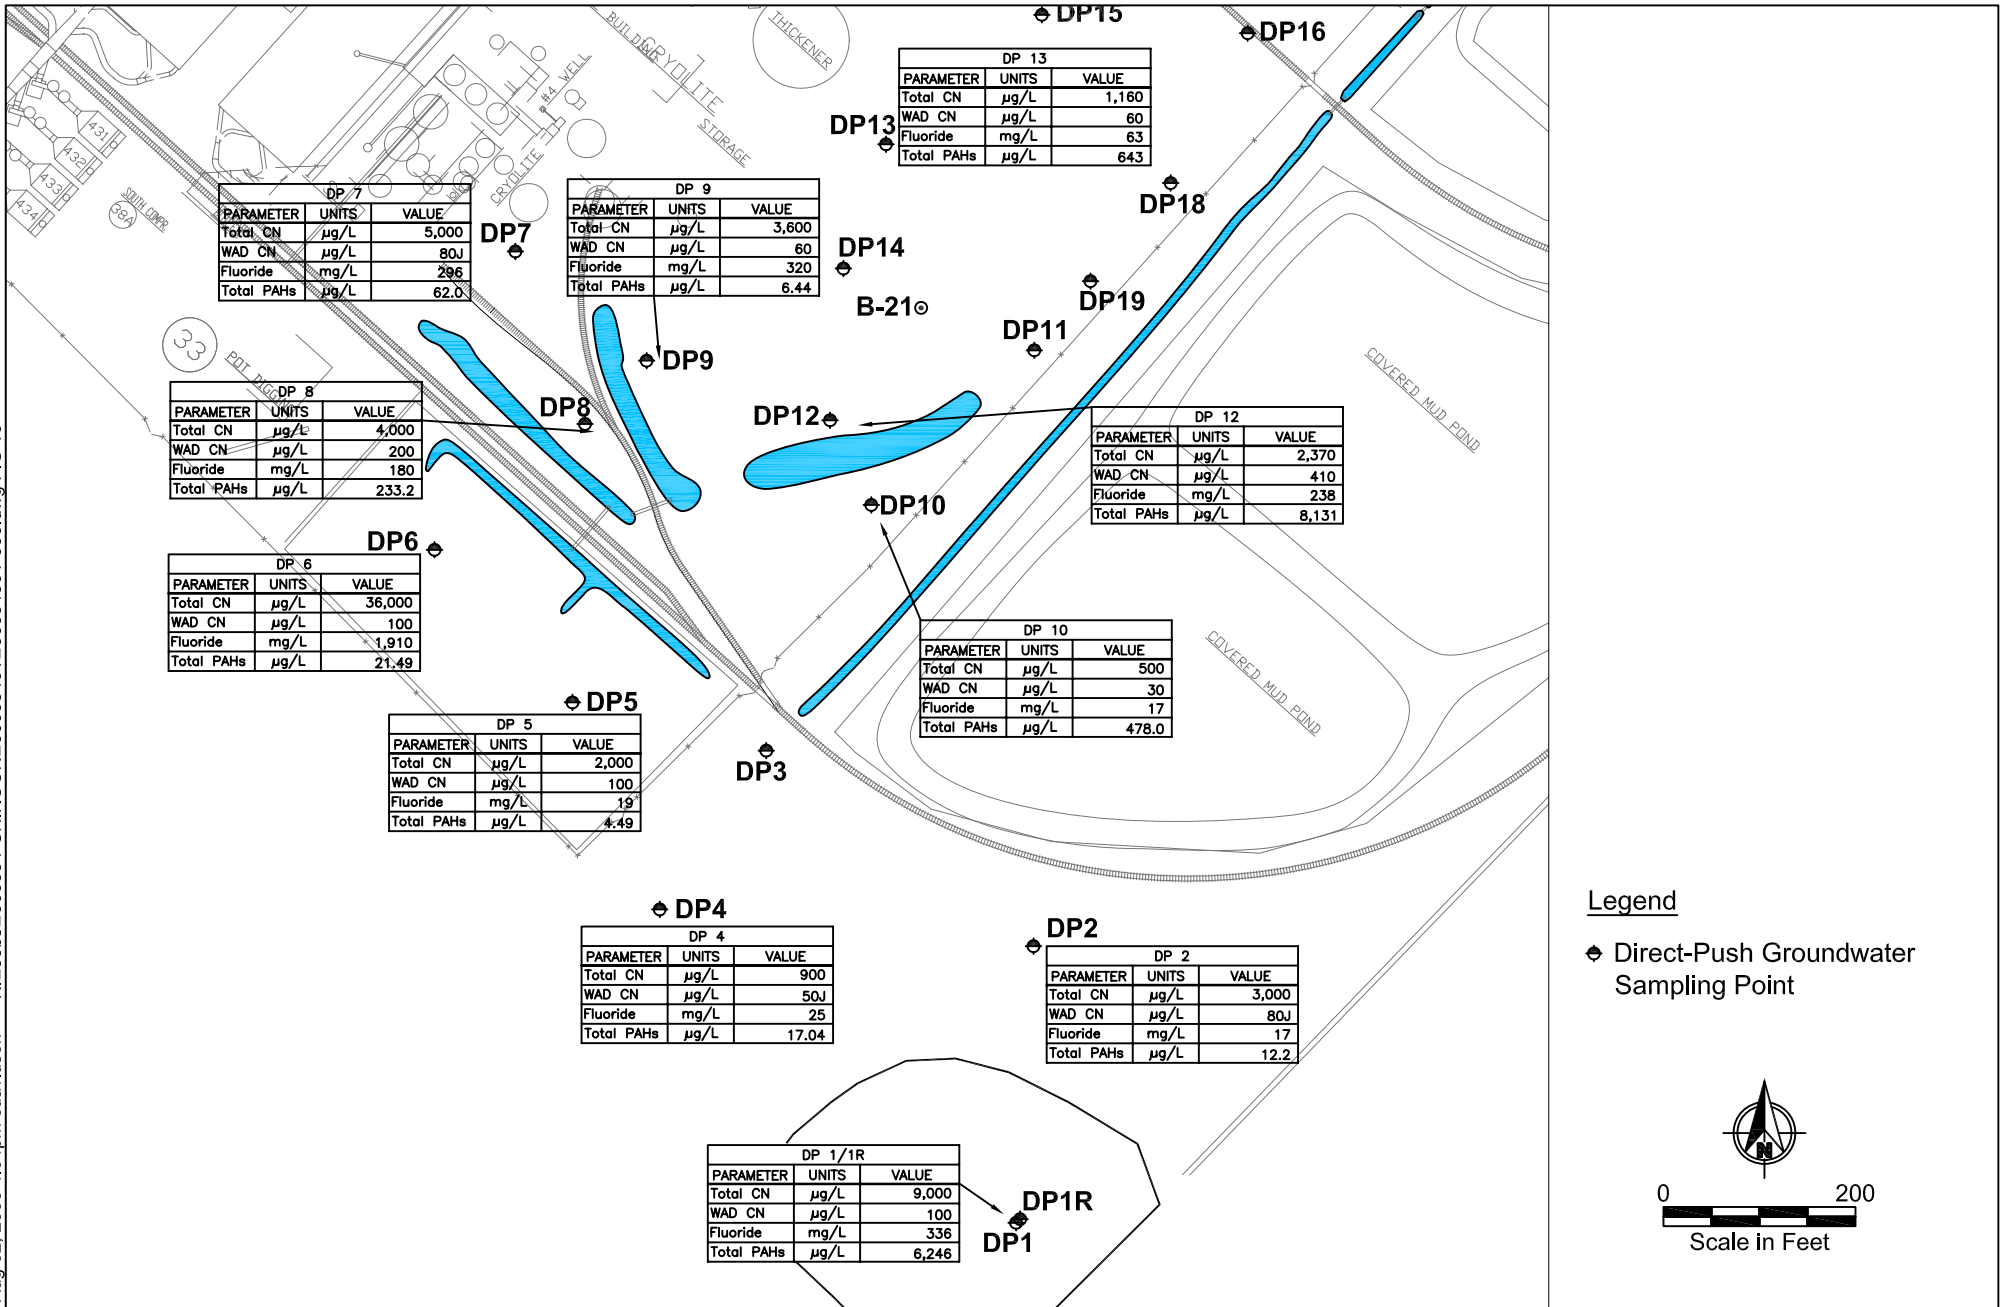 DP15
DP16
THICKENER
BUILDING
CRYOLITE
STORAGE
#4 WELL
CRYOLITE
431
432
433
434
SOUTH COMPR.
38A
DP 13
PARAMETER UNITS VALUE
Total CN µg/L 1,160
WAD CN µg/L 60
Fluoride mg/L 63
Total PAHs µg/L 643
DP13
DP18
DP 7
PARAMETER UNITS VALUE
Total CN µg/L 5,000
WAD CN µg/L 80J
Fluoride mg/L 296
Total PAHs µg/L 62.0
DP7
DP 9
PARAMETER UNITS VALUE
Total CN µg/L 3,600
WAD CN µg/L 60
Fluoride mg/L 320
Total PAHs µg/L 6.44
DP14
B-21
DP19
DP11
DP9
33
POT DIGGING
COVERED MUD POND
DP 8
PARAMETER UNITS VALUE
Total CN µg/L 4,000
WAD CN µg/L 200
Fluoride mg/L 180
Total PAHs µg/L 233.2
DP8
DP12
DP 12
PARAMETER UNITS VALUE
Total CN µg/L 2,370
WAD CN µg/L 410
Fluoride mg/L 238
Total PAHs µg/L 8,131
DP10
DP6
DP 6
PARAMETER UNITS VALUE
Total CN µg/L 36,000
WAD CN µg/L 100
Fluoride mg/L 1,910
Total PAHs µg/L 21.49
DP 10
PARAMETER UNITS VALUE
Total CN µg/L 500
WAD CN µg/L 30
Fluoride mg/L 17
Total PAHs µg/L 478.0
COVERED MUD POND
DP5
DP 5
PARAMETER UNITS VALUE
Total CN µg/L 2,000
WAD CN µg/L 100
Fluoride mg/L 19
Total PAHs µg/L 4.49
DP3
DP4
DP 4
PARAMETER UNITS VALUE
Total CN µg/L 900
WAD CN µg/L 50J
Fluoride mg/L 25
Total PAHs µg/L 17.04
DP2
DP 2
PARAMETER UNITS VALUE
Total CN µg/L 3,000
WAD CN µg/L 80J
Fluoride mg/L 17
Total PAHs µg/L 12.2
DP 1/1R
PARAMETER UNITS VALUE
Total CN µg/L 9,000
WAD CN µg/L 100
Fluoride mg/L 336
Total PAHs µg/L 6,246
DP1R
DP1
Legend
Direct-Push Groundwater
Sampling Point
N
0 200
Scale in Feet